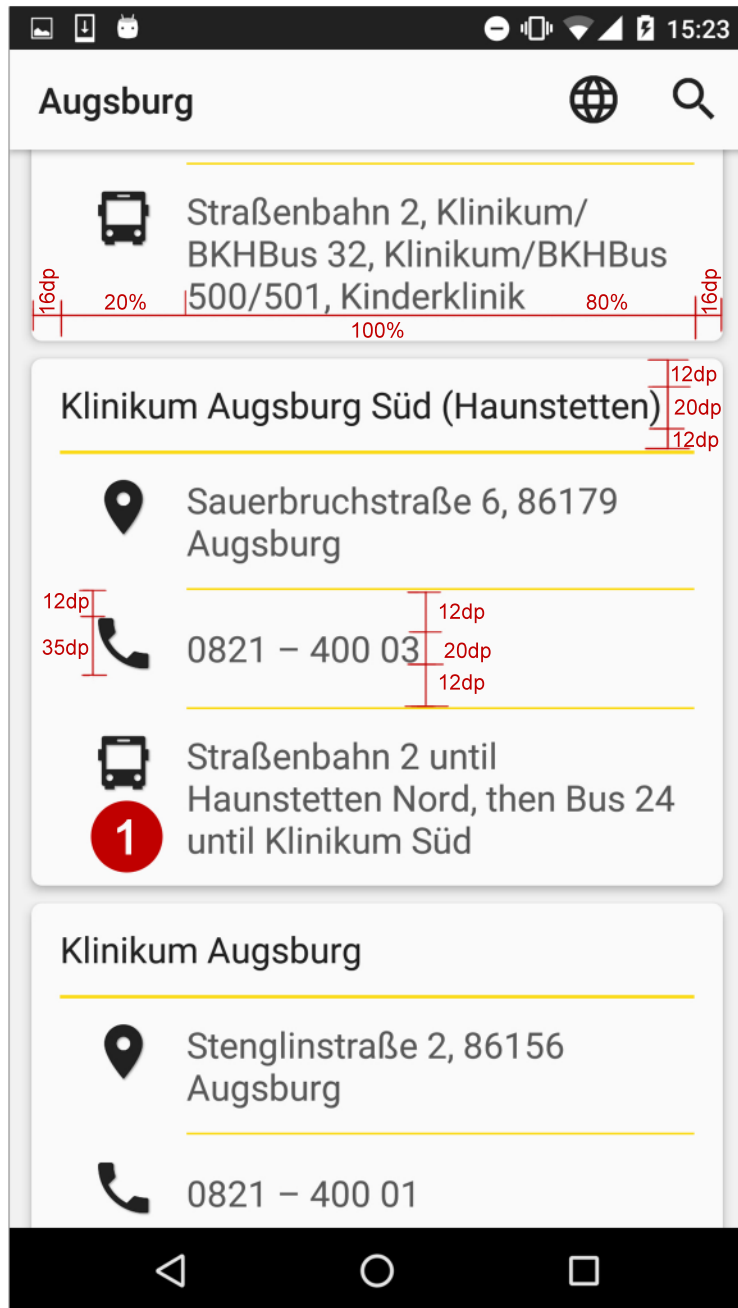 15:23
Augsburg
Straßenbahn 2, Klinikum/
BKHBus 32, Klinikum/BKHBus
500/501, Kinderklinik
16dp
20%
80%
16dp
100%
12dp
Klinikum Augsburg Süd (Haunstetten)
20dp
12dp
Sauerbruchstraße 6, 86179
Augsburg
12dp
12dp
35dp
0821 – 400 03
20dp
12dp
Straßenbahn 2 until
Haunstetten Nord, then Bus 24
until Klinikum Süd
1
Klinikum Augsburg
Stenglinstraße 2, 86156
Augsburg
0821 – 400 01